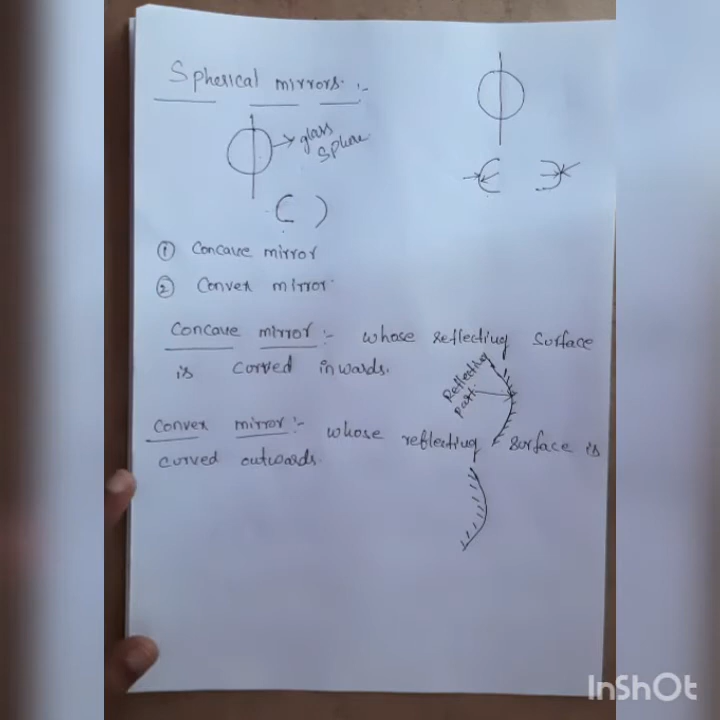 Spherical mirrors :-
glass
sphere.
① Concave mirror
② Convex mirror.
Concave mirror :- whose reflecting surface
is corved inwards.
Reflecting
part.
Convex mirror :- whose reflecting surface is
curved outwards.
InShOt